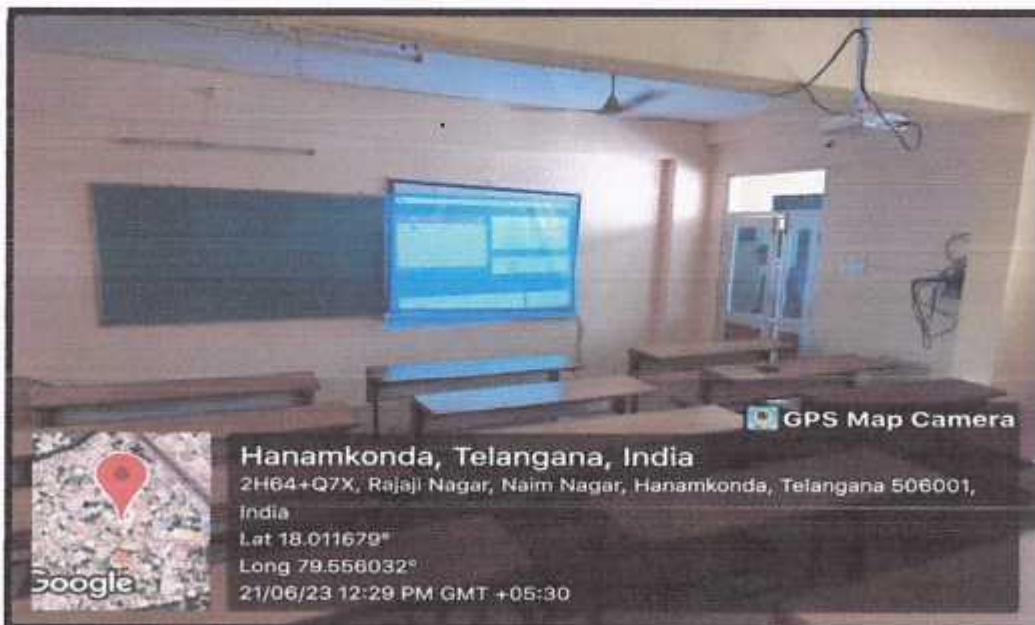 GPS Map Camera
Hanamkonda, Telangana, India
2H64+Q7X, Rajaji Nagar, Naim Nagar, Hanamkonda, Telangana 506001,
India
Lat 18.011679°
Long 79.556032°
21/06/23 12:29 PM GMT +05:30
Google